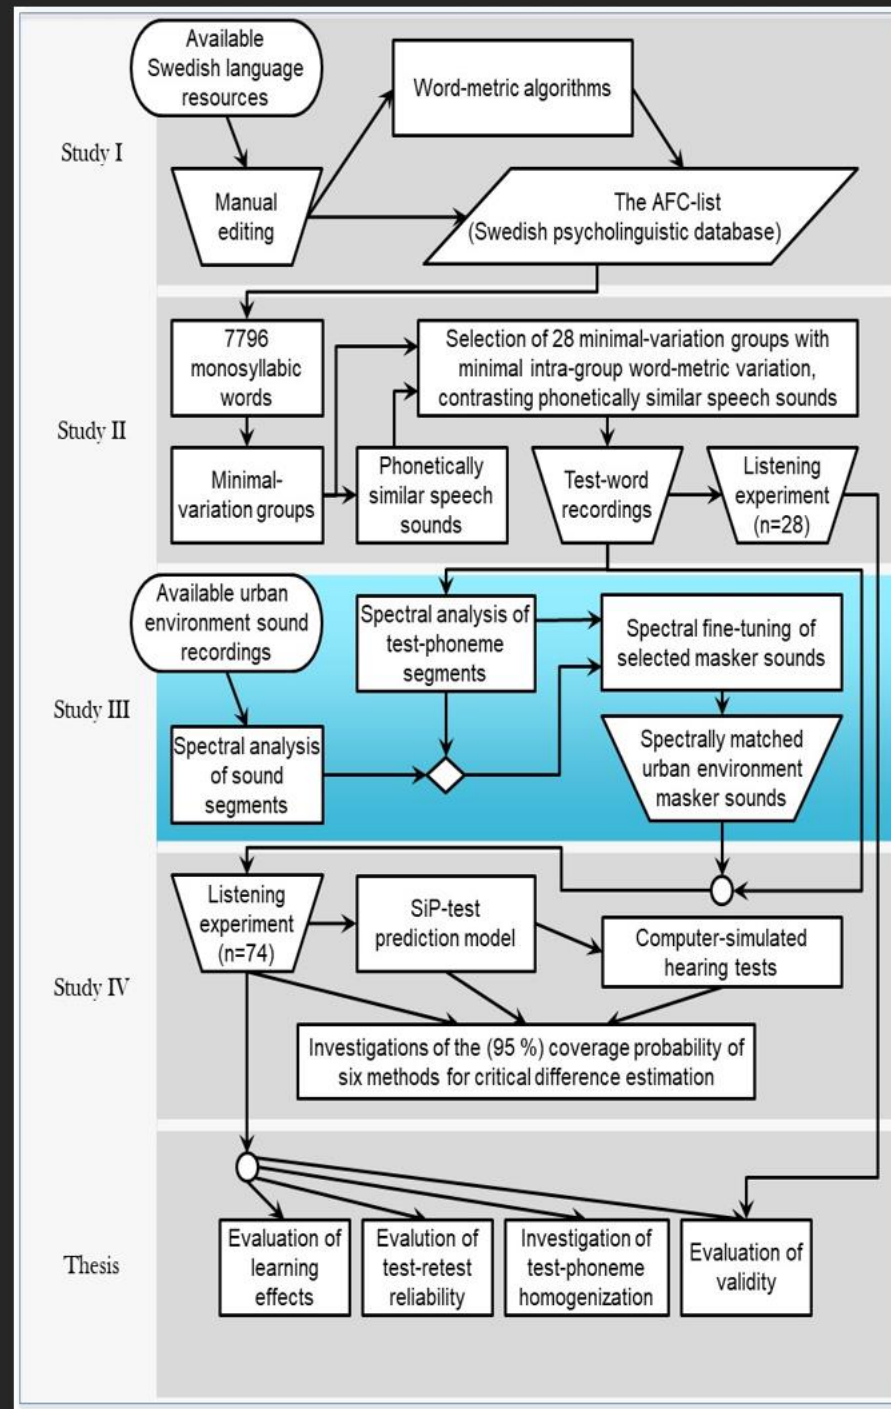 Available
Swedish language
resources
Word-metric algorithms
Study I
Manual
editing
The AFC-list
(Swedish psycholinguistic database)
7796
monosyllabic
words
Selection of 28 minimal-variation groups with
minimal intra-group word-metric variation,
contrasting phonetically similar speech sounds
Study II
Minimal-
variation groups
Phonetically
similar speech
sounds
Test-word
recordings
Listening
experiment
(n=28)
Available urban
environment sound
recordings
Spectral analysis of
test-phoneme
segments
Spectral fine-tuning of
selected masker sounds
Study III
Spectral analysis
of sound
segments
Spectrally matched
urban environment
masker sounds
Listening
experiment
(n=74)
SiP-test
prediction model
Computer-simulated
hearing tests
Study IV
Investigations of the (95 %) coverage probability of
six methods for critical difference estimation
Thesis
Evaluation of
learning
effects
Evalution of
test-retest
reliability
Investigation of
test-phoneme
homogenization
Evaluation of
validity